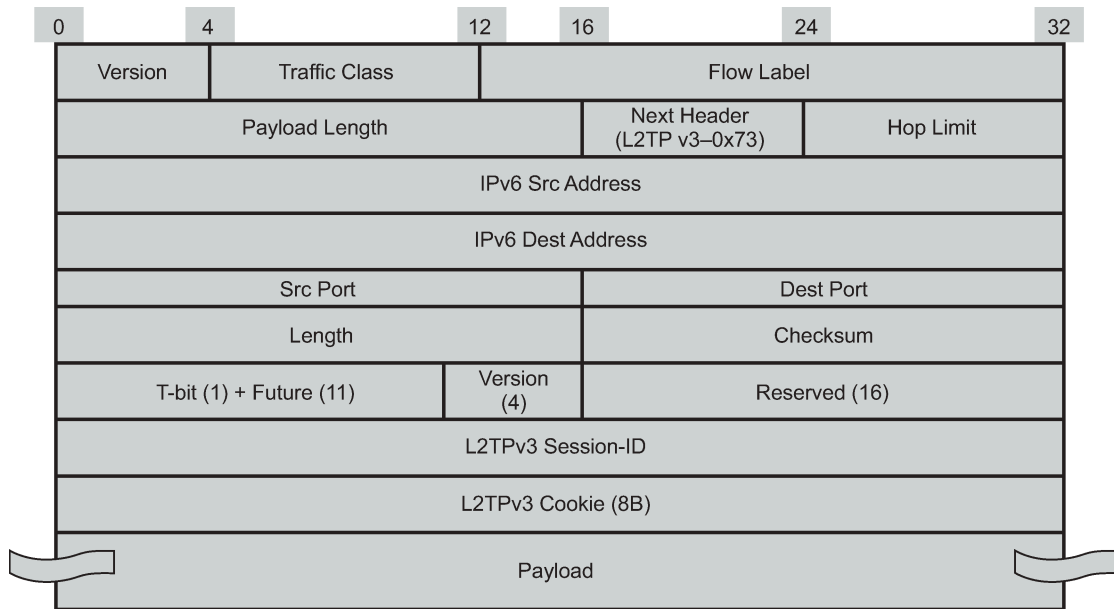 0 4 12 16 24 32
Version Traffic Class Flow Label
Payload Length Next Header
(L2TP v3–0x73) Hop Limit
IPv6 Src Address
IPv6 Dest Address
Src Port Dest Port
Length Checksum
T-bit (1) + Future (11) Version
(4) Reserved (16)
L2TPv3 Session-ID
L2TPv3 Cookie (8B)
Payload